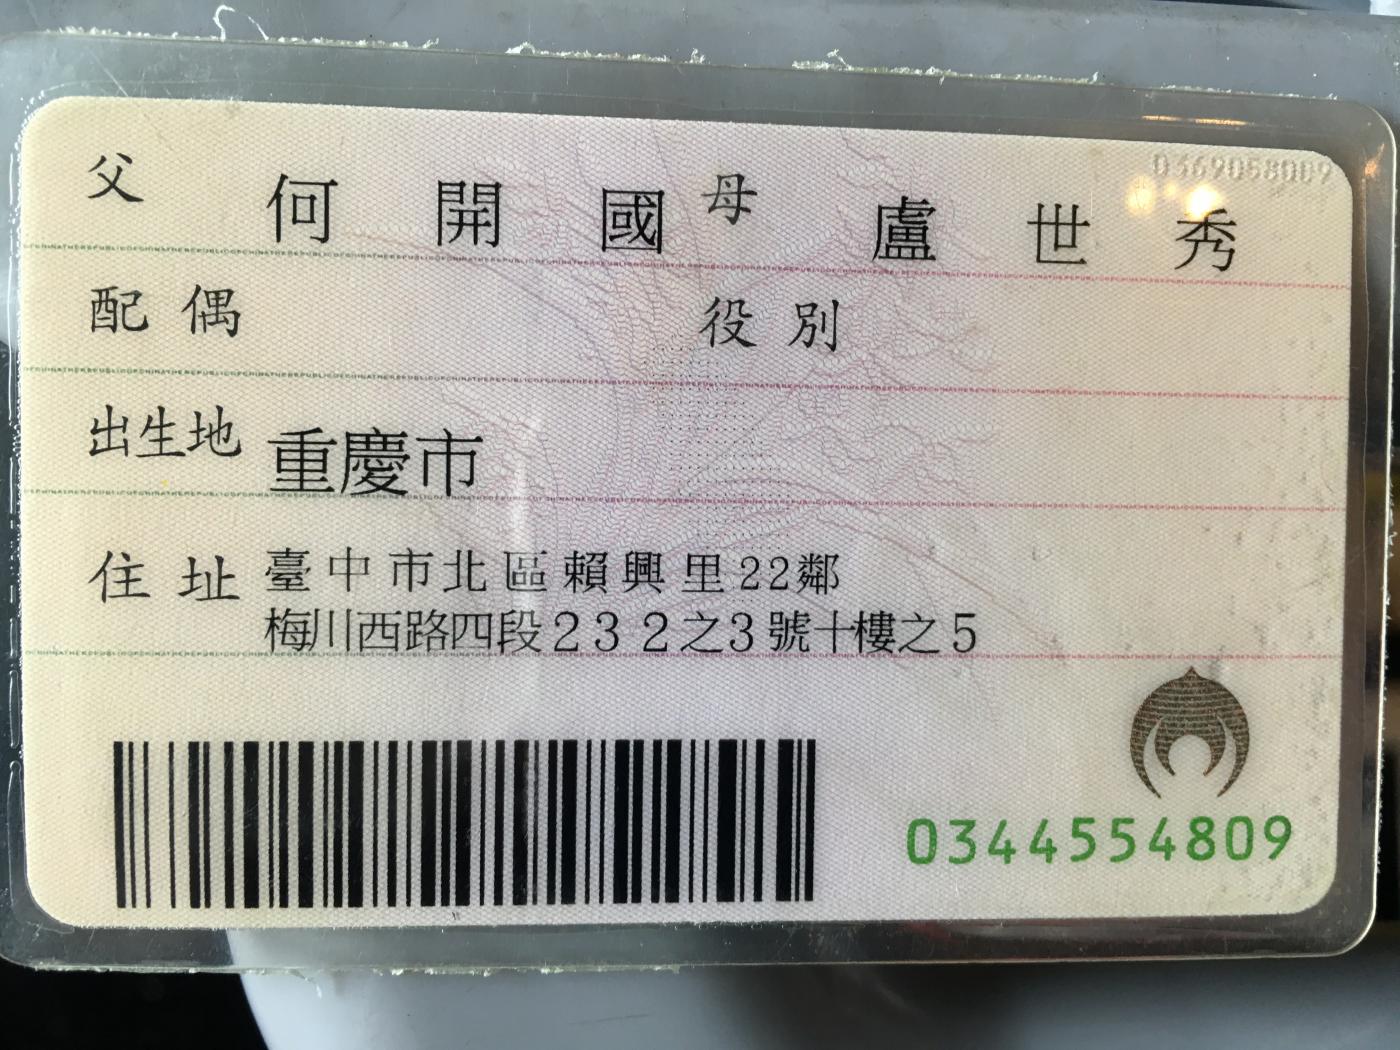 0369058009
父 何開國 母 盧世秀
配偶 役別
出生地 重慶市
住址 臺中市北區賴興里22鄰
梅川西路四段232之3號十樓之5
0344554809